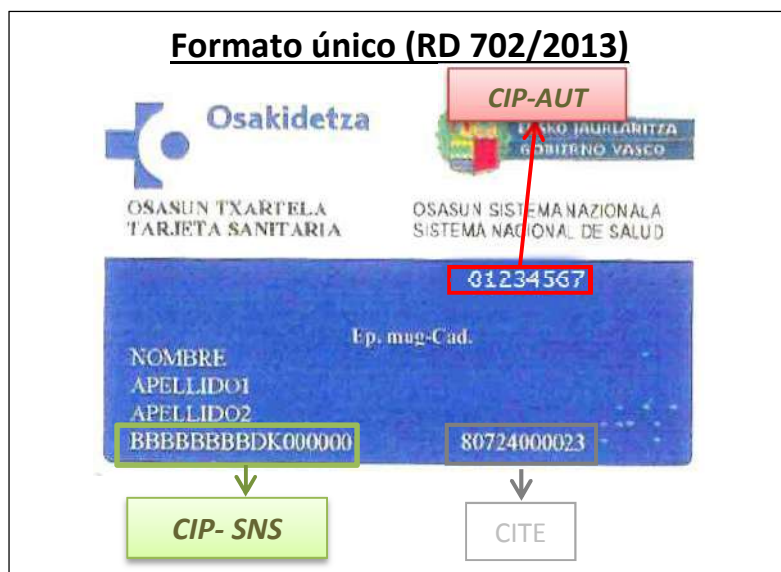 Formato único (RD 702/2013)
CIP-AUT
Osakidetza
EUSKO JAURLARITZA
GOBIERNO VASCO
OSASUN TXARTELA
TARJETA SANITARIA
OSASUN SISTEMA NAZIONALA
SISTEMA NACIONAL DE SALUD
01234567
Ep. mug-Cad.
NOMBRE
APELLIDO1
APELLIDO2
BBBBBBBBDK000000
80724000023
CIP- SNS
CITE